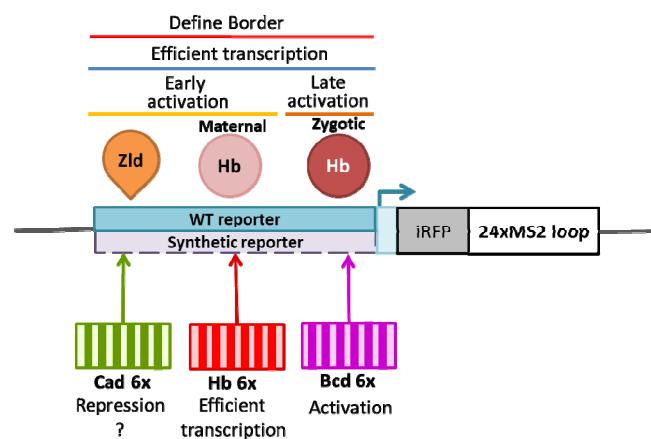 Define Border
Efficient transcription
Early activation
Late activation
Maternal
Zygotic
Zld
Hb
Hb
WT reporter
Synthetic reporter
iRFP
24xMS2 loop
Cad 6x
Repression
?
Hb 6x
Efficient
transcription
Bcd 6x
Activation